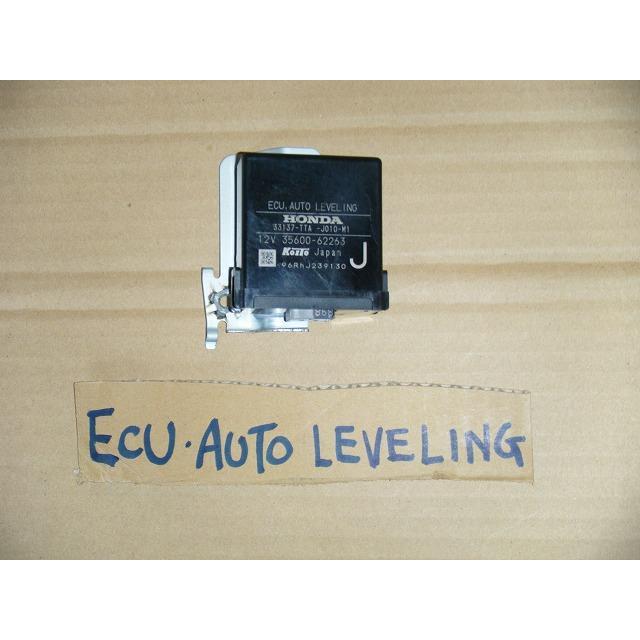 ECU.AUTO LEVELING
HONDA
33137-TTA -J010-M1
12V 35600-62263
KOITO Japan J
96RhJ239130
ECU. AUTO LEVELING